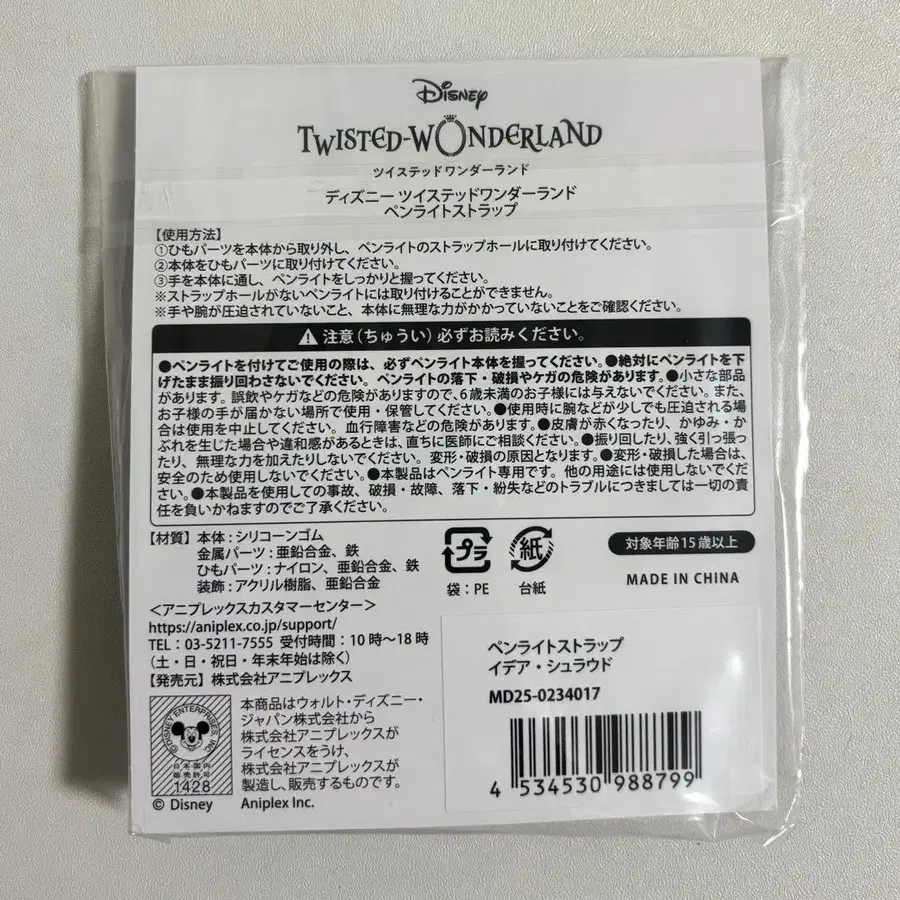 Disney
TWISTED-WONDERLAND
ツイステッドワンダーランド
ディズニー ツイステッドワンダーランド
ペンライトストラップ
【使用方法】
①ひもパーツを本体から取り外し、ペンライトのストラップホールに取り付けてください。
②本体をひもパーツに取り付けてください。
③手を本体に通し、ペンライトをしっかりと握ってください。
※ストラップホールがないペンライトには取り付けることができません。
※手や腕が圧迫されていないこと、本体に無理な力がかかっていないことをご確認ください。
注意(ちゅうい)必ずお読みください。
●ペンライトを付けてご使用の際は、必ずペンライト本体を握ってください。●絶対にペンライトを下
げたまま振り回わさないでください。ペンライトの落下・破損やケガの危険があります。●小さな部品
があります。誤飲やケガなどの危険がありますので、6歳未満のお子様には与えないでください。また、
お子様の手が届かない場所で使用・保管してください。●使用時に腕などが少しでも圧迫される場合
は使用を中止してください。血行障害などの危険があります。●皮膚が赤くなったり、かゆみ・か
ぶれを生じた場合や違和感があるときは、直ちに医師にご相談ください。●振り回したり、強く引っ張っ
たり、無理な力を加えたりしないでください。変形・破損の原因となります。●変形・破損した場合は、
安全のため使用しないでください。●本製品はペンライト専用です。他の用途には使用しないでくだ
さい。●本製品を使用しての事故、破損・故障、落下・紛失などのトラブルにつきましては一切の責
任を負いかねますのでご了承ください。
【材質】本体:シリコーンゴム
金属パーツ:亜鉛合金、鉄
ひもパーツ:ナイロン、亜鉛合金、鉄
装飾:アクリル樹脂、亜鉛合金
プラ
袋:PE
紙
台紙
対象年齢15歳以上
MADE IN CHINA
<アニプレックスカスタマーセンター>
https://aniplex.co.jp/support/
TEL:03-5211-7555 受付時間:10時~18時
(土・日・祝日・年末年始は除く)
【発売元】株式会社アニプレックス
©DISNEY ENTERPRISES, INC.
日本国内
販売許可
1428
本商品はウォルト・ディズニー・
ジャパン株式会社から
株式会社アニプレックスが
ライセンスをうけ、
株式会社アニプレックスが
製造し、販売するものです。
© Disney Aniplex Inc.
ペンライトストラップ
イデア・シュラウド
MD25-0234017
4 534530 988799